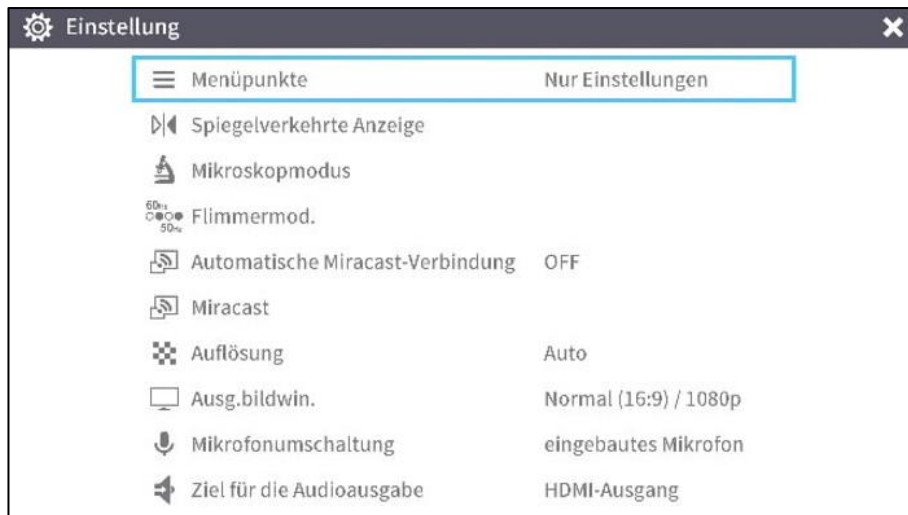 Einstellung
Menüpunkte Nur Einstellungen
Spiegelverkehrte Anzeige
Mikroskopmodus
60Hz
50Hz
Flimmermod.
Automatische Miracast-Verbindung OFF
Miracast
Auflösung Auto
Ausg.bildwin. Normal (16:9) / 1080p
Mikrofonumschaltung eingebautes Mikrofon
Ziel für die Audioausgabe HDMI-Ausgang